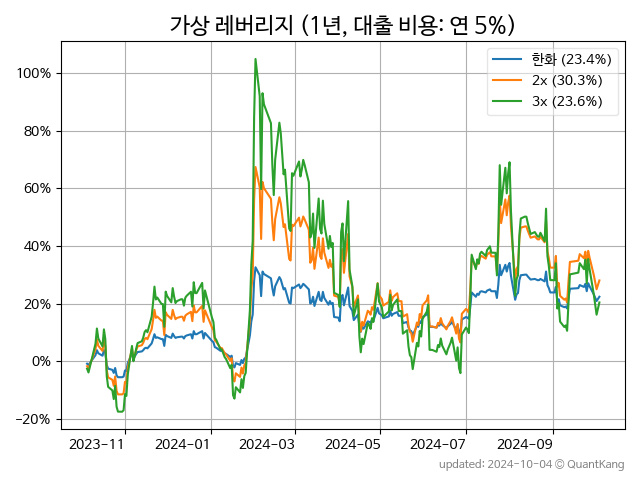 가상 레버리지 (1년, 대출 비용: 연 5%)
한화 (23.4%)
2x (30.3%)
3x (23.6%)
100%
80%
60%
40%
20%
0%
−20%
2023-11
2024-01
2024-03
2024-05
2024-07
2024-09
updated: 2024-10-04 © QuantKang